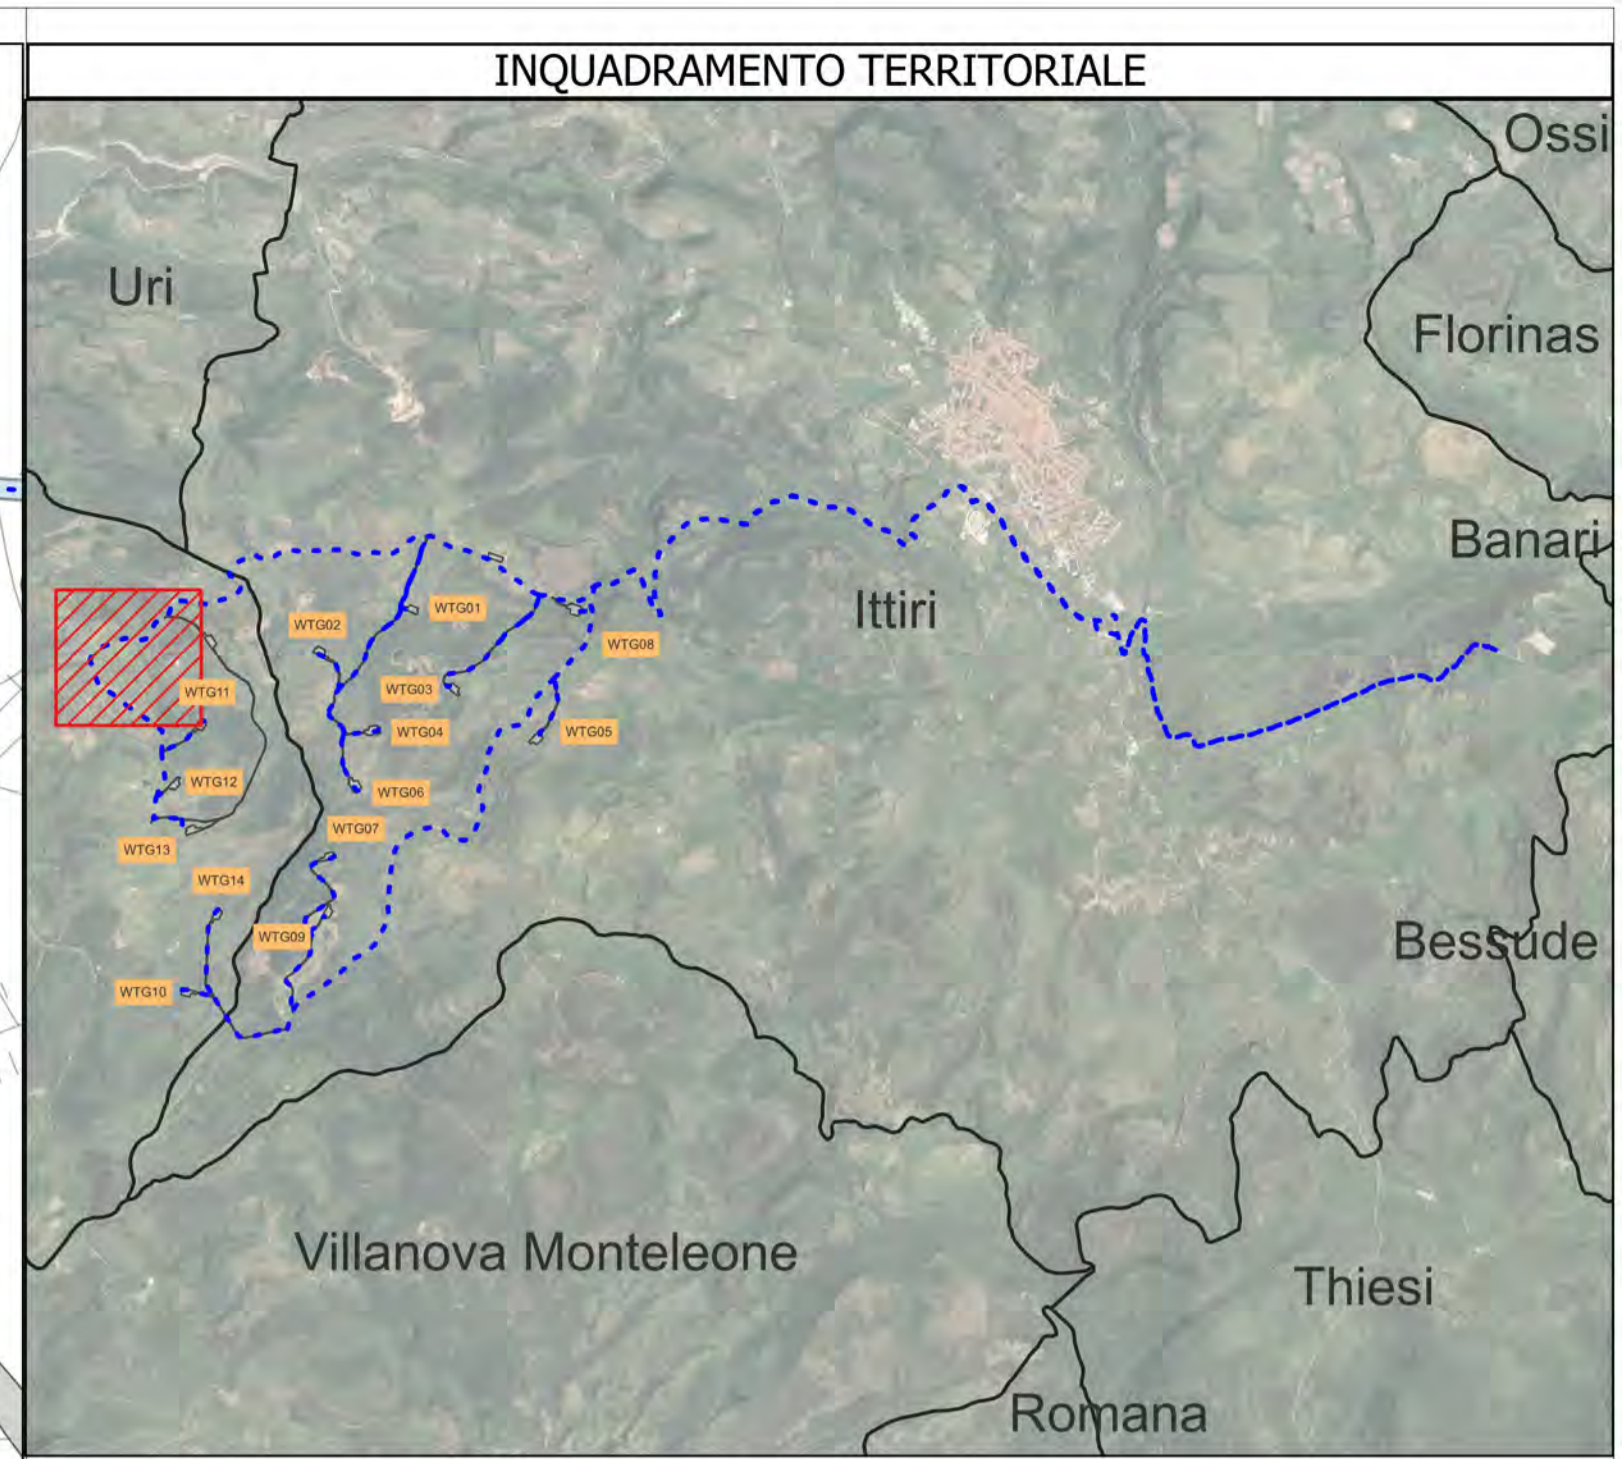 INQUADRAMENTO TERRITORIALE
Ossi
Uri
Florinas
Banari
Ittiri
WTG01
WTG02
WTG08
WTG03
WTG11
WTG04
WTG05
WTG12
WTG06
WTG07
WTG13
WTG14
WTG09
Bessude
WTG10
Villanova Monteleone
Thiesi
Romana